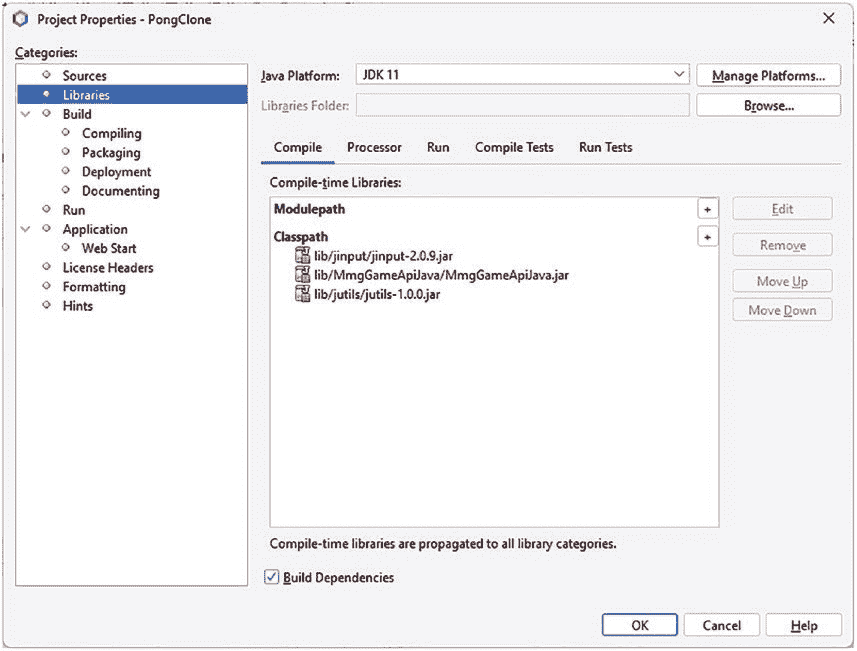 Project Properties - PongClone
Categories:
Sources
Libraries
Build
Compiling
Packaging
Deployment
Documenting
Run
Application
Web Start
License Headers
Formatting
Hints
Java Platform: JDK 11 Manage Platforms...
Libraries Folder: Browse...
Compile Processor Run Compile Tests Run Tests
Compile-time Libraries:
Modulepath +
Classpath +
lib/jinput/jinput-2.0.9.jar
lib/MmgGameApiJava/MmgGameApiJava.jar
lib/jutils/jutils-1.0.0.jar
Edit
Remove
Move Up
Move Down
Compile-time libraries are propagated to all library categories.
Build Dependencies
OK Cancel Help